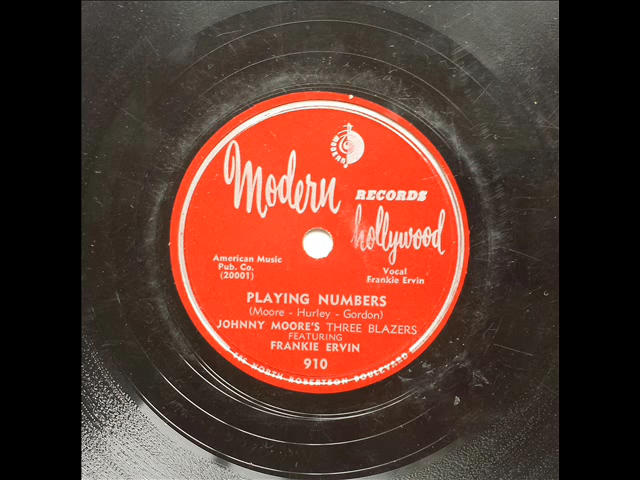 MODERN
Modern RECORDS
hollywood
American Music
Pub. Co.
(20001)
Vocal
Frankie Ervin
PLAYING NUMBERS
(Moore - Hurley - Gordon)
JOHNNY MOORE'S THREE BLAZERS
FEATURING
FRANKIE ERVIN
910
NORTH ROBERTSON BOULEVARD